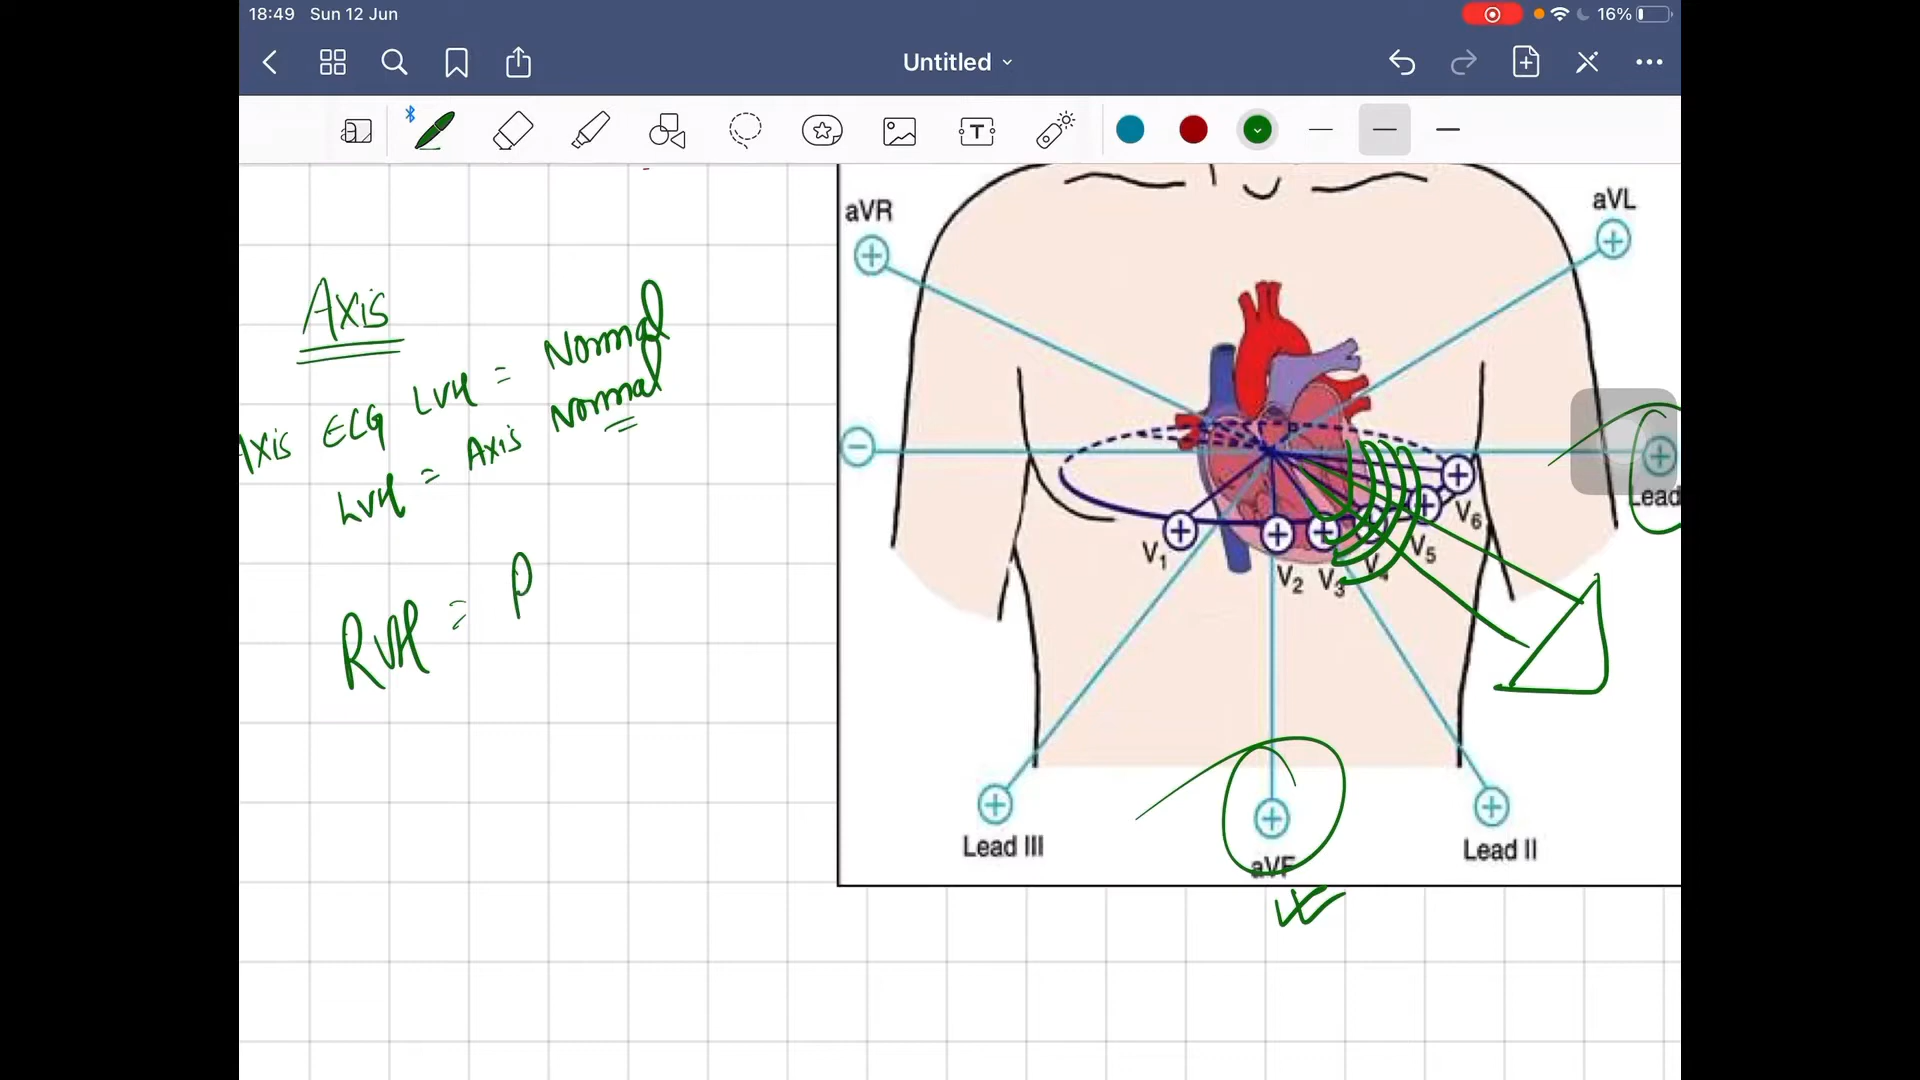 18:49 Sun 12 Jun
16%
Untitled
T
aVR
aVL
Axis
Axis ECG LVH = Normal
LVH = Axis Normal
RVH = P
Lead
V6
V5
V1
V2 V3 V4
Lead III
aVF
Lead II